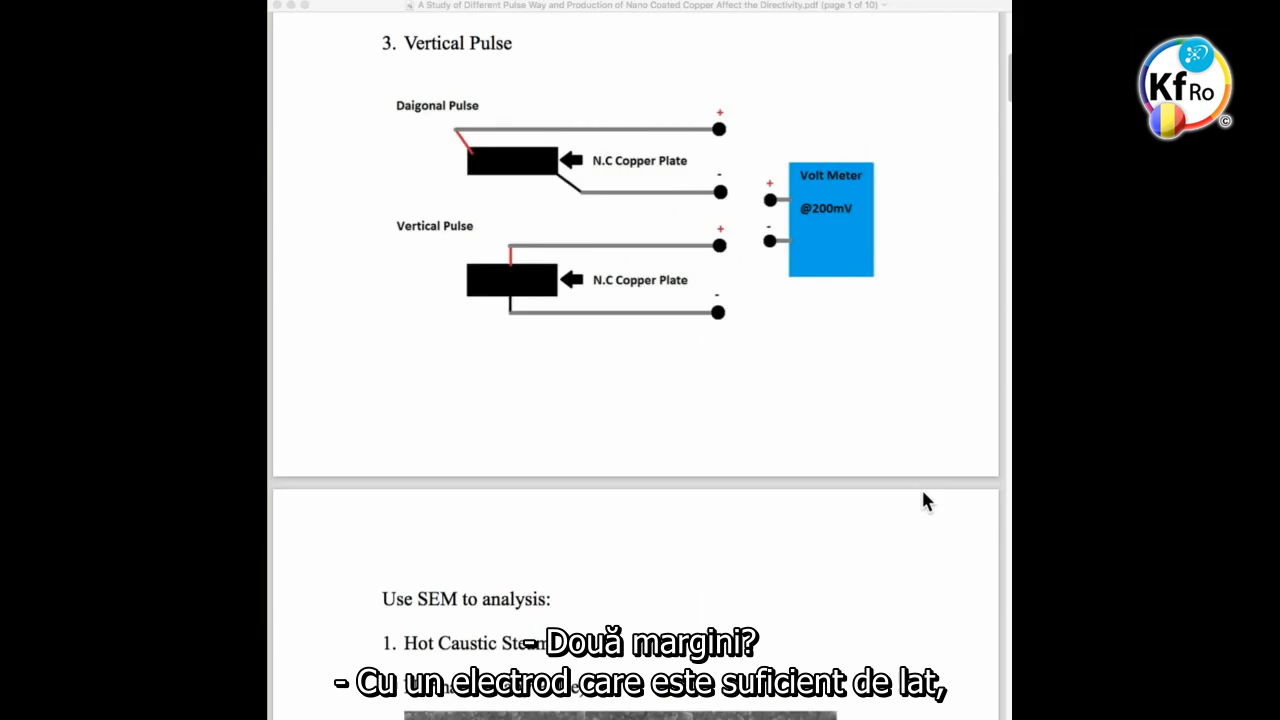 A Study of Different Pulse Way and Production of Nano Coated Copper Affect the Directivity.pdf (page 1 of 10)
3. Vertical Pulse
Kf Ro
©
Daigonal Pulse
+
N.C Copper Plate
-
Volt Meter
+
@200mV
-
Vertical Pulse
+
N.C Copper Plate
-
Use SEM to analysis:
1. Hot Caustic
- Două margini?
- Cu un electrod care este suficient de lat,